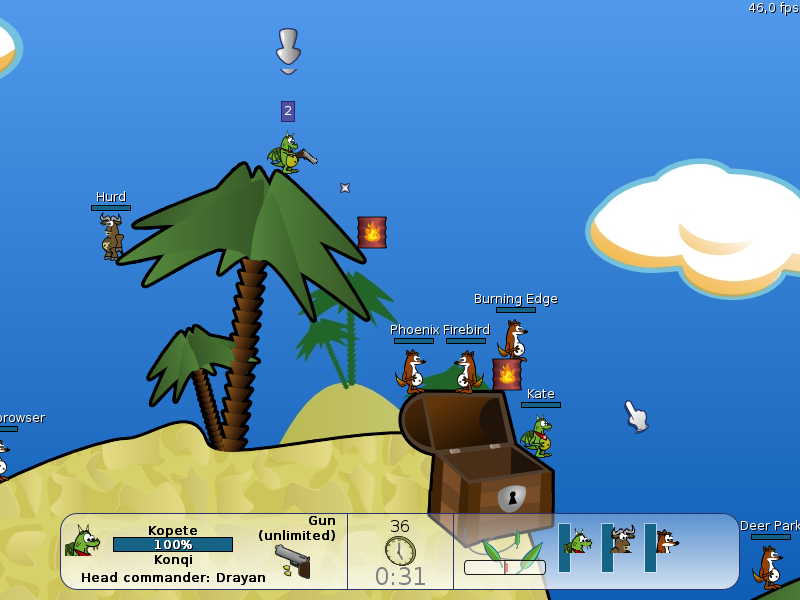 46,0 fps
2
Hurd
Burning Edge
Phoenix Firebird
Kate
browser
Deer Park
Kopete
100%
Konqi
Head commander: Drayan
Gun
(unlimited)
36
0:31